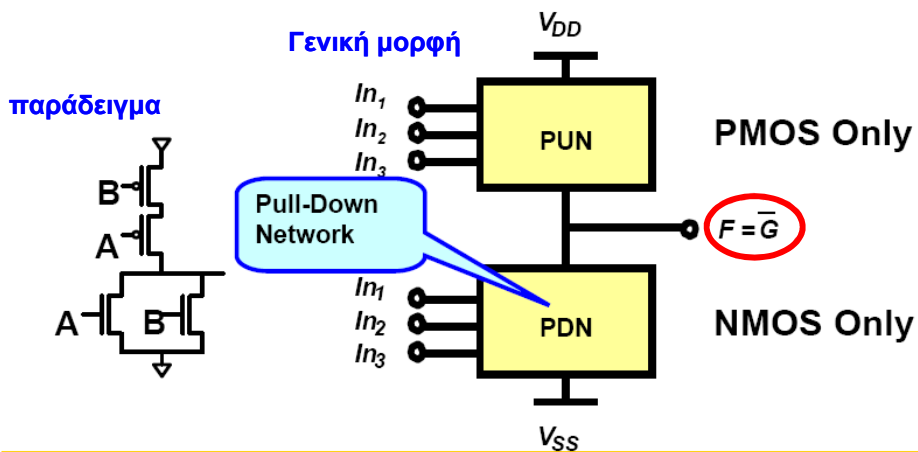 Γενική μορφή
V_DD
παράδειγμα
In_1
In_2
In_3
PUN
PMOS Only
B
A
Pull-Down
Network
F = G̅
A
B
In_1
In_2
In_3
PDN
NMOS Only
V_SS